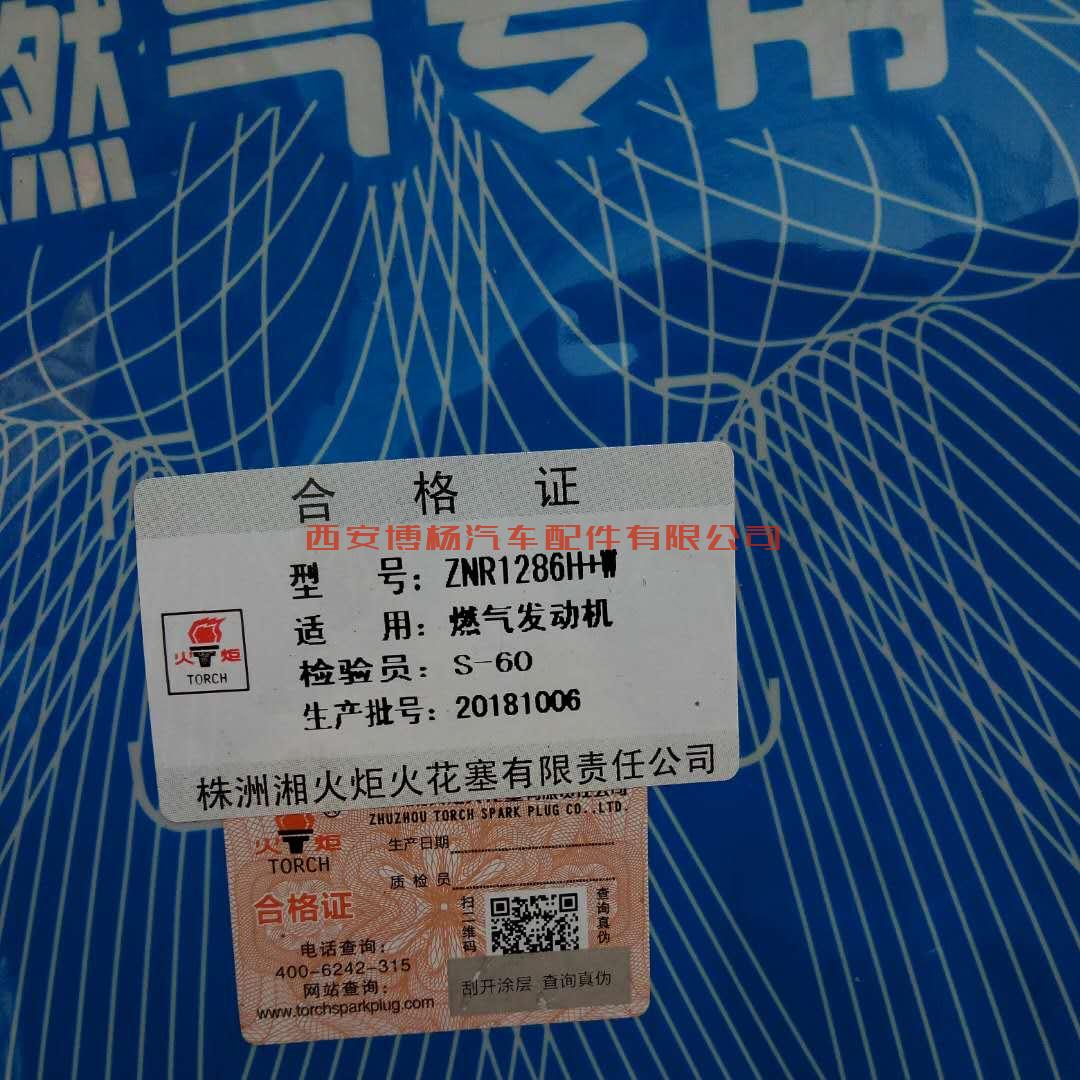 燃气专用
合格证
西安博杨汽车配件有限公司
型号：ZNR1286H+W
适用：燃气发动机
检验员：S-60
生产批号：20181006
火炬
TORCH
株洲湘火炬火花塞有限责任公司
ZHUZHOU TORCH SPARK PLUG CO.,LTD.
火炬®
TORCH
生产日期
质检员
合格证
扫二维码
查询真伪
电话查询：
400-6242-315
网站查询：
www.torchsparkplug.com
刮开涂层 查询真伪